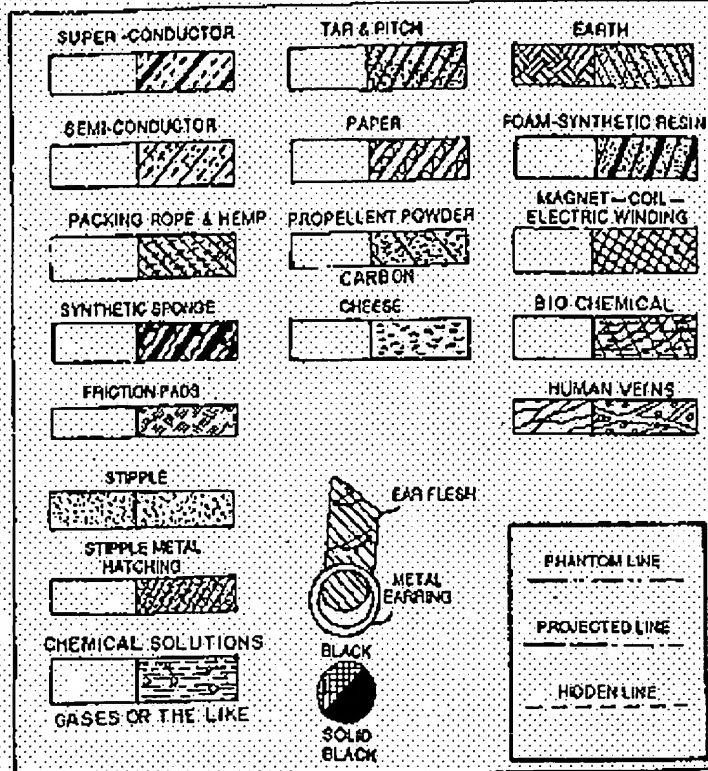 SUPER-CONDUCTOR
TAR & PITCH
EARTH
SEMI-CONDUCTOR
PAPER
FOAM-SYNTHETIC RESIN
PACKING ROPE & HEMP
PROPELLENT POWDER
MAGNET-COIL-
ELECTRIC WINDING
CARBON
SYNTHETIC SPONGE
CHEESE
BIO CHEMICAL
FRICTION PADS
HUMAN VEINS
STIPPLE
EAR FLESH
STIPPLE METAL
HATCHING
METAL
EARRING
PHANTOM LINE
PROJECTED LINE
HIDDEN LINE
CHEMICAL SOLUTIONS
GASES OR THE LIKE
BLACK
SOLID
BLACK